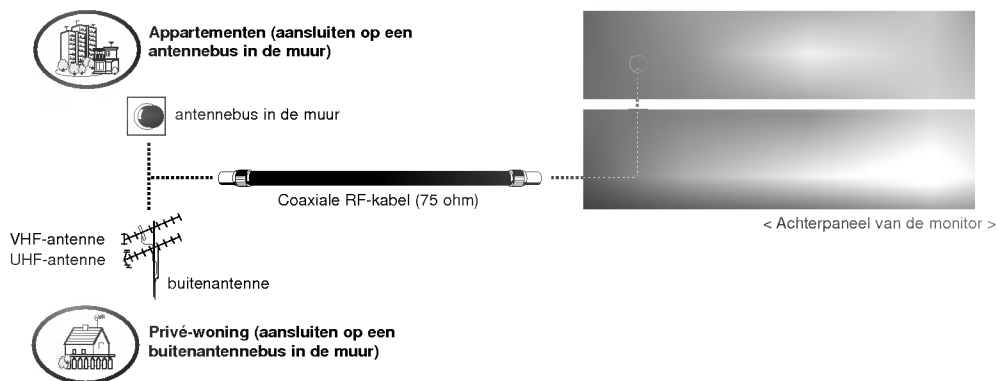 Appartementen (aansluiten op een
antennebus in de muur)
antennebus in de muur
Coaxiale RF-kabel (75 ohm)
< Achterpaneel van de monitor >
VHF-antenne
UHF-antenne
buitenantenne
Privé-woning (aansluiten op een
buitenantennebus in de muur)